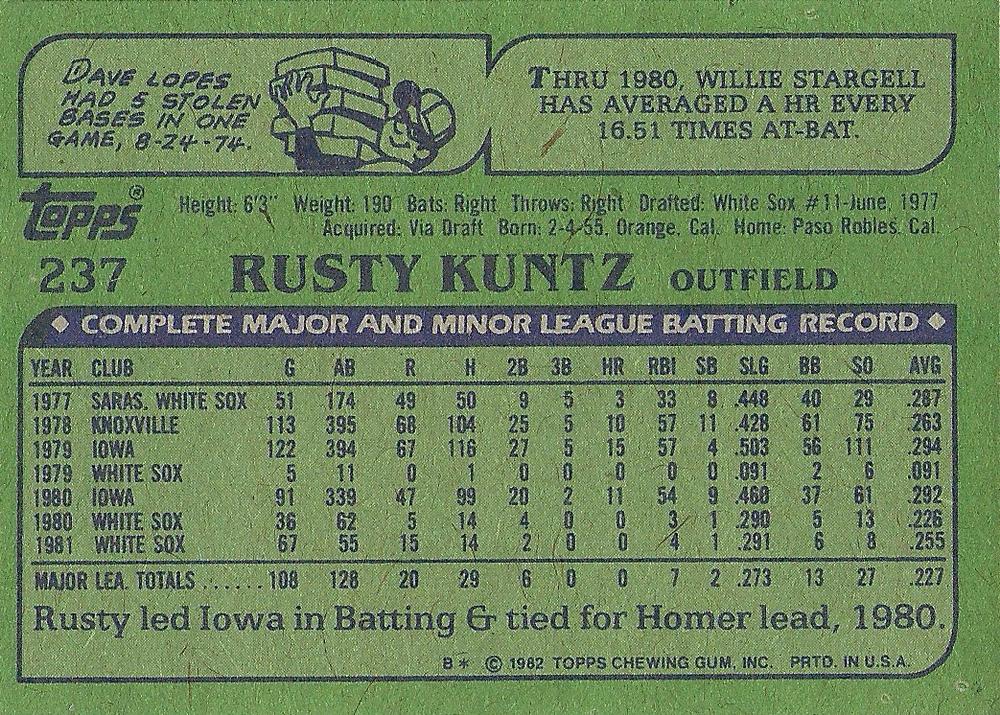 DAVE LOPES
HAD 5 STOLEN
BASES IN ONE
GAME, 8-24-74.
THRU 1980, WILLIE STARGELL
HAS AVERAGED A HR EVERY
16.51 TIMES AT-BAT.
Topps®
Height: 6'3" Weight: 190 Bats: Right Throws: Right Drafted: White Sox #11-June, 1977
Acquired: Via Draft Born: 2-4-55, Orange, Cal. Home: Paso Robles, Cal.
237 RUSTY KUNTZ OUTFIELD
◆ COMPLETE MAJOR AND MINOR LEAGUE BATTING RECORD ◆
YEAR CLUB G AB R H 2B 3B HR RBI SB SLG BB SO AVG
1977 SARAS. WHITE SOX 51 174 49 50 9 5 3 33 8 .448 40 29 .287
1978 KNOXVILLE 113 395 68 104 25 5 10 57 11 .428 61 75 .263
1979 IOWA 122 394 67 116 27 5 15 57 4 .503 56 111 .294
1979 WHITE SOX 5 11 0 1 0 0 0 0 0 .091 2 6 .091
1980 IOWA 91 339 47 99 20 2 11 54 9 .460 37 61 .292
1980 WHITE SOX 36 62 5 14 4 0 0 3 1 .290 5 13 .226
1981 WHITE SOX 67 55 15 14 2 0 0 4 1 .291 6 8 .255
MAJOR LEA. TOTALS ...... 108 128 20 29 6 0 0 7 2 .273 13 27 .227
Rusty led Iowa in Batting & tied for Homer lead, 1980.
B* © 1982 TOPPS CHEWING GUM, INC. PRTD. IN U.S.A.